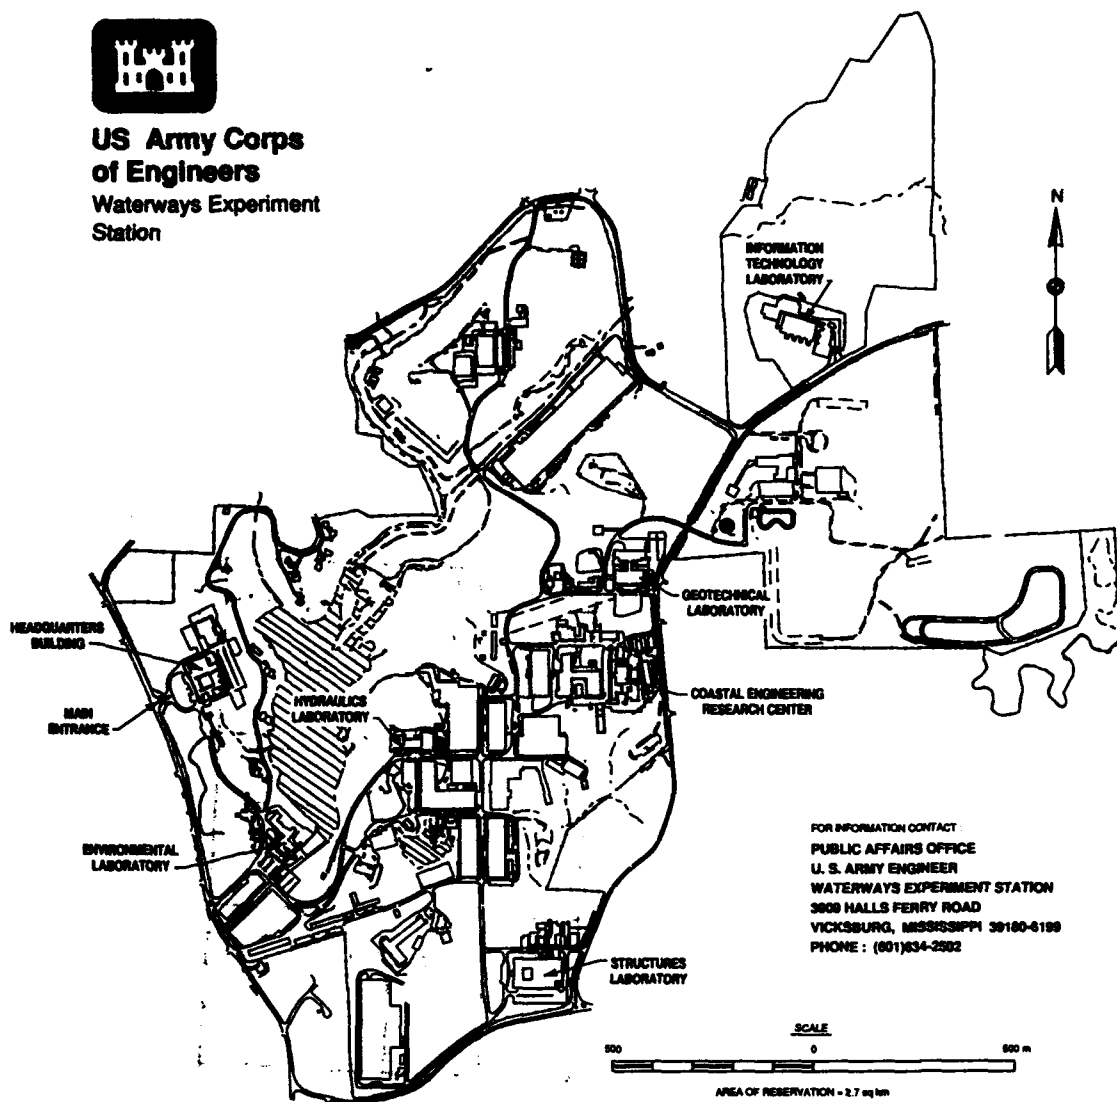 US Army Corps
of Engineers
Waterways Experiment
Station
N
INFORMATION
TECHNOLOGY
LABORATORY
GEOTECHNICAL
LABORATORY
HEADQUARTERS
BUILDING
MAIN
ENTRANCE
HYDRAULICS
LABORATORY
COASTAL ENGINEERING
RESEARCH CENTER
ENVIRONMENTAL
LABORATORY
STRUCTURES
LABORATORY
FOR INFORMATION CONTACT
PUBLIC AFFAIRS OFFICE
U. S. ARMY ENGINEER
WATERWAYS EXPERIMENT STATION
3909 HALLS FERRY ROAD
VICKSBURG, MISSISSIPPI 39180-6199
PHONE : (601)634-2502
SCALE
500 0 500 m
AREA OF RESERVATION = 2.7 sq km